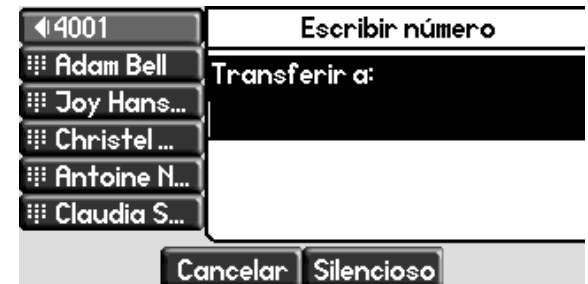 4001
Adam Bell
Joy Hans...
Christel ...
Antoine N...
Claudia S...
Escribir número
Transferir a:
Cancelar
Silencioso